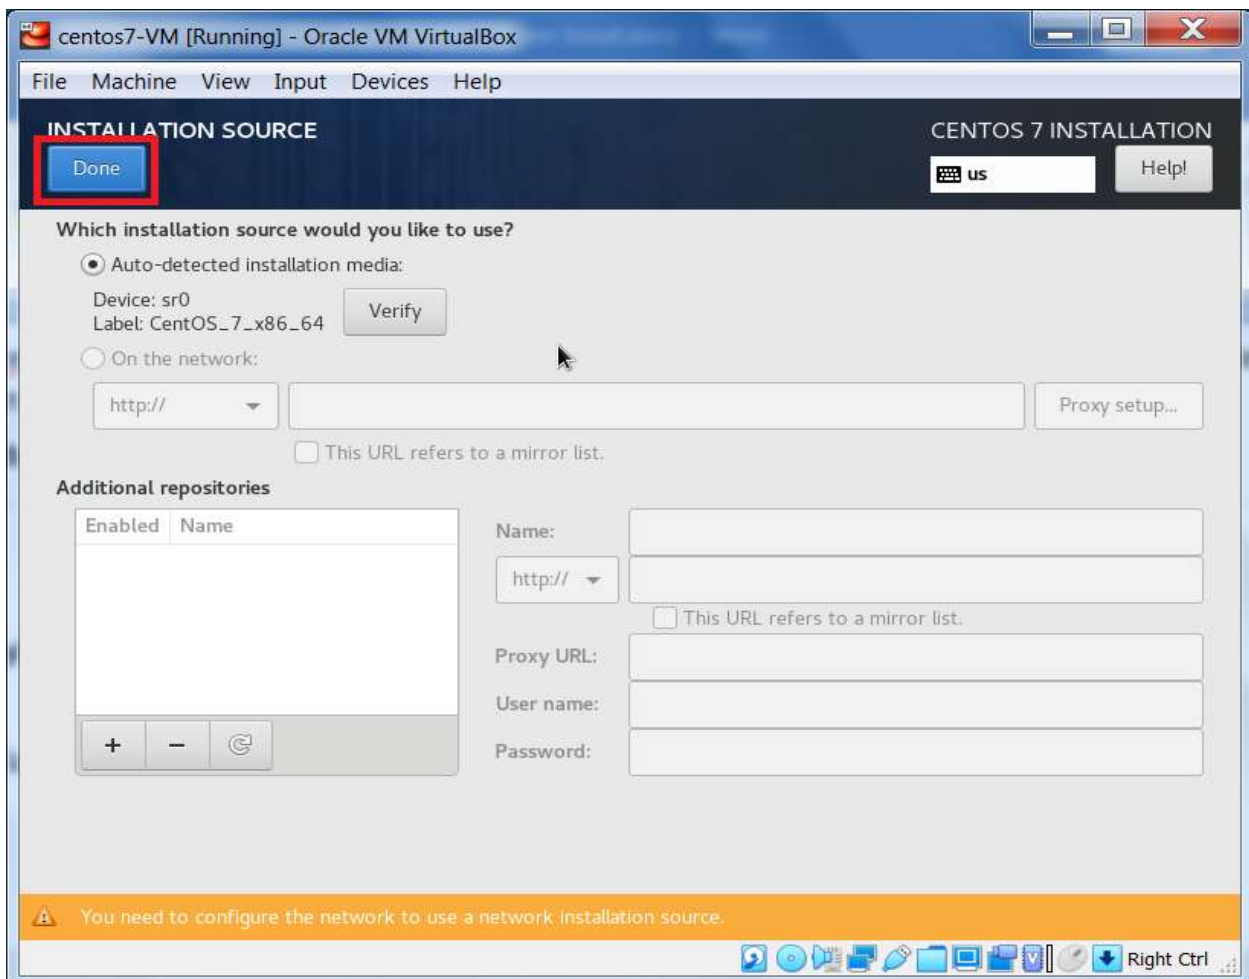 centos7-VM [Running] - Oracle VM VirtualBox
File Machine View Input Devices Help
INSTALLATION SOURCE
CENTOS 7 INSTALLATION
Done
us
Help!
Which installation source would you like to use?
Auto-detected installation media:
Device: sr0
Label: CentOS_7_x86_64
Verify
On the network:
http://
Proxy setup...
This URL refers to a mirror list.
Additional repositories
Enabled Name
Name:
http://
This URL refers to a mirror list.
Proxy URL:
User name:
Password:
You need to configure the network to use a network installation source.
Right Ctrl